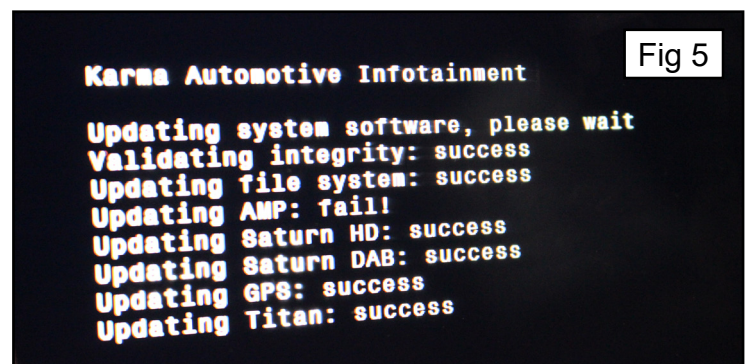 Fig 5
Karma Automotive Infotainment
Updating system software, please wait
Validating integrity: success
Updating file system: success
Updating AMP: fail!
Updating Saturn HD: success
Updating Saturn DAB: success
Updating GPS: success
Updating Titan: success